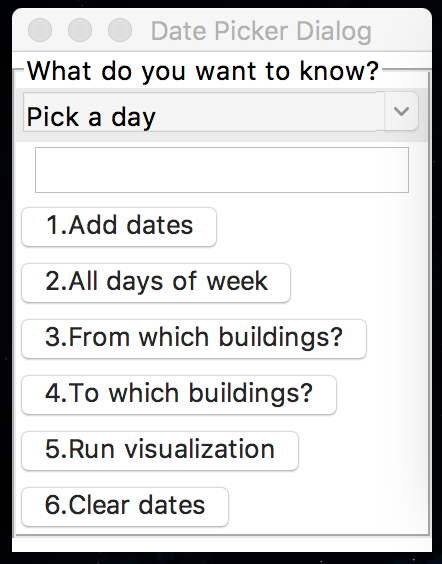 Date Picker Dialog
What do you want to know?
Pick a day
1.Add dates
2.All days of week
3.From which buildings?
4.To which buildings?
5.Run visualization
6.Clear dates